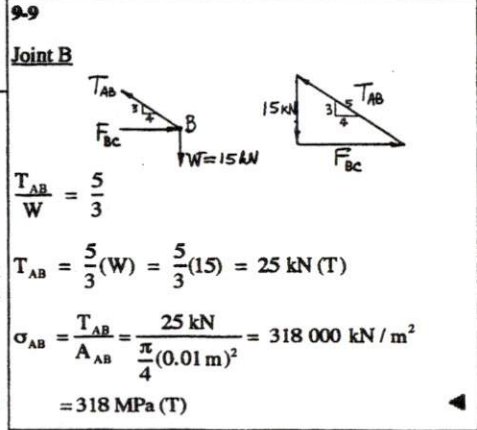 9-9
Joint B
T_AB 3 4 B
F_BC
W=15kN
15kN 3 5 4 T_AB
F_BC
T_AB / W = 5/3
T_AB = 5/3 (W) = 5/3 (15) = 25 kN (T)
σ_AB = T_AB / A_AB = 25 kN / (π/4 (0.01 m)²) = 318 000 kN / m²
= 318 MPa (T)